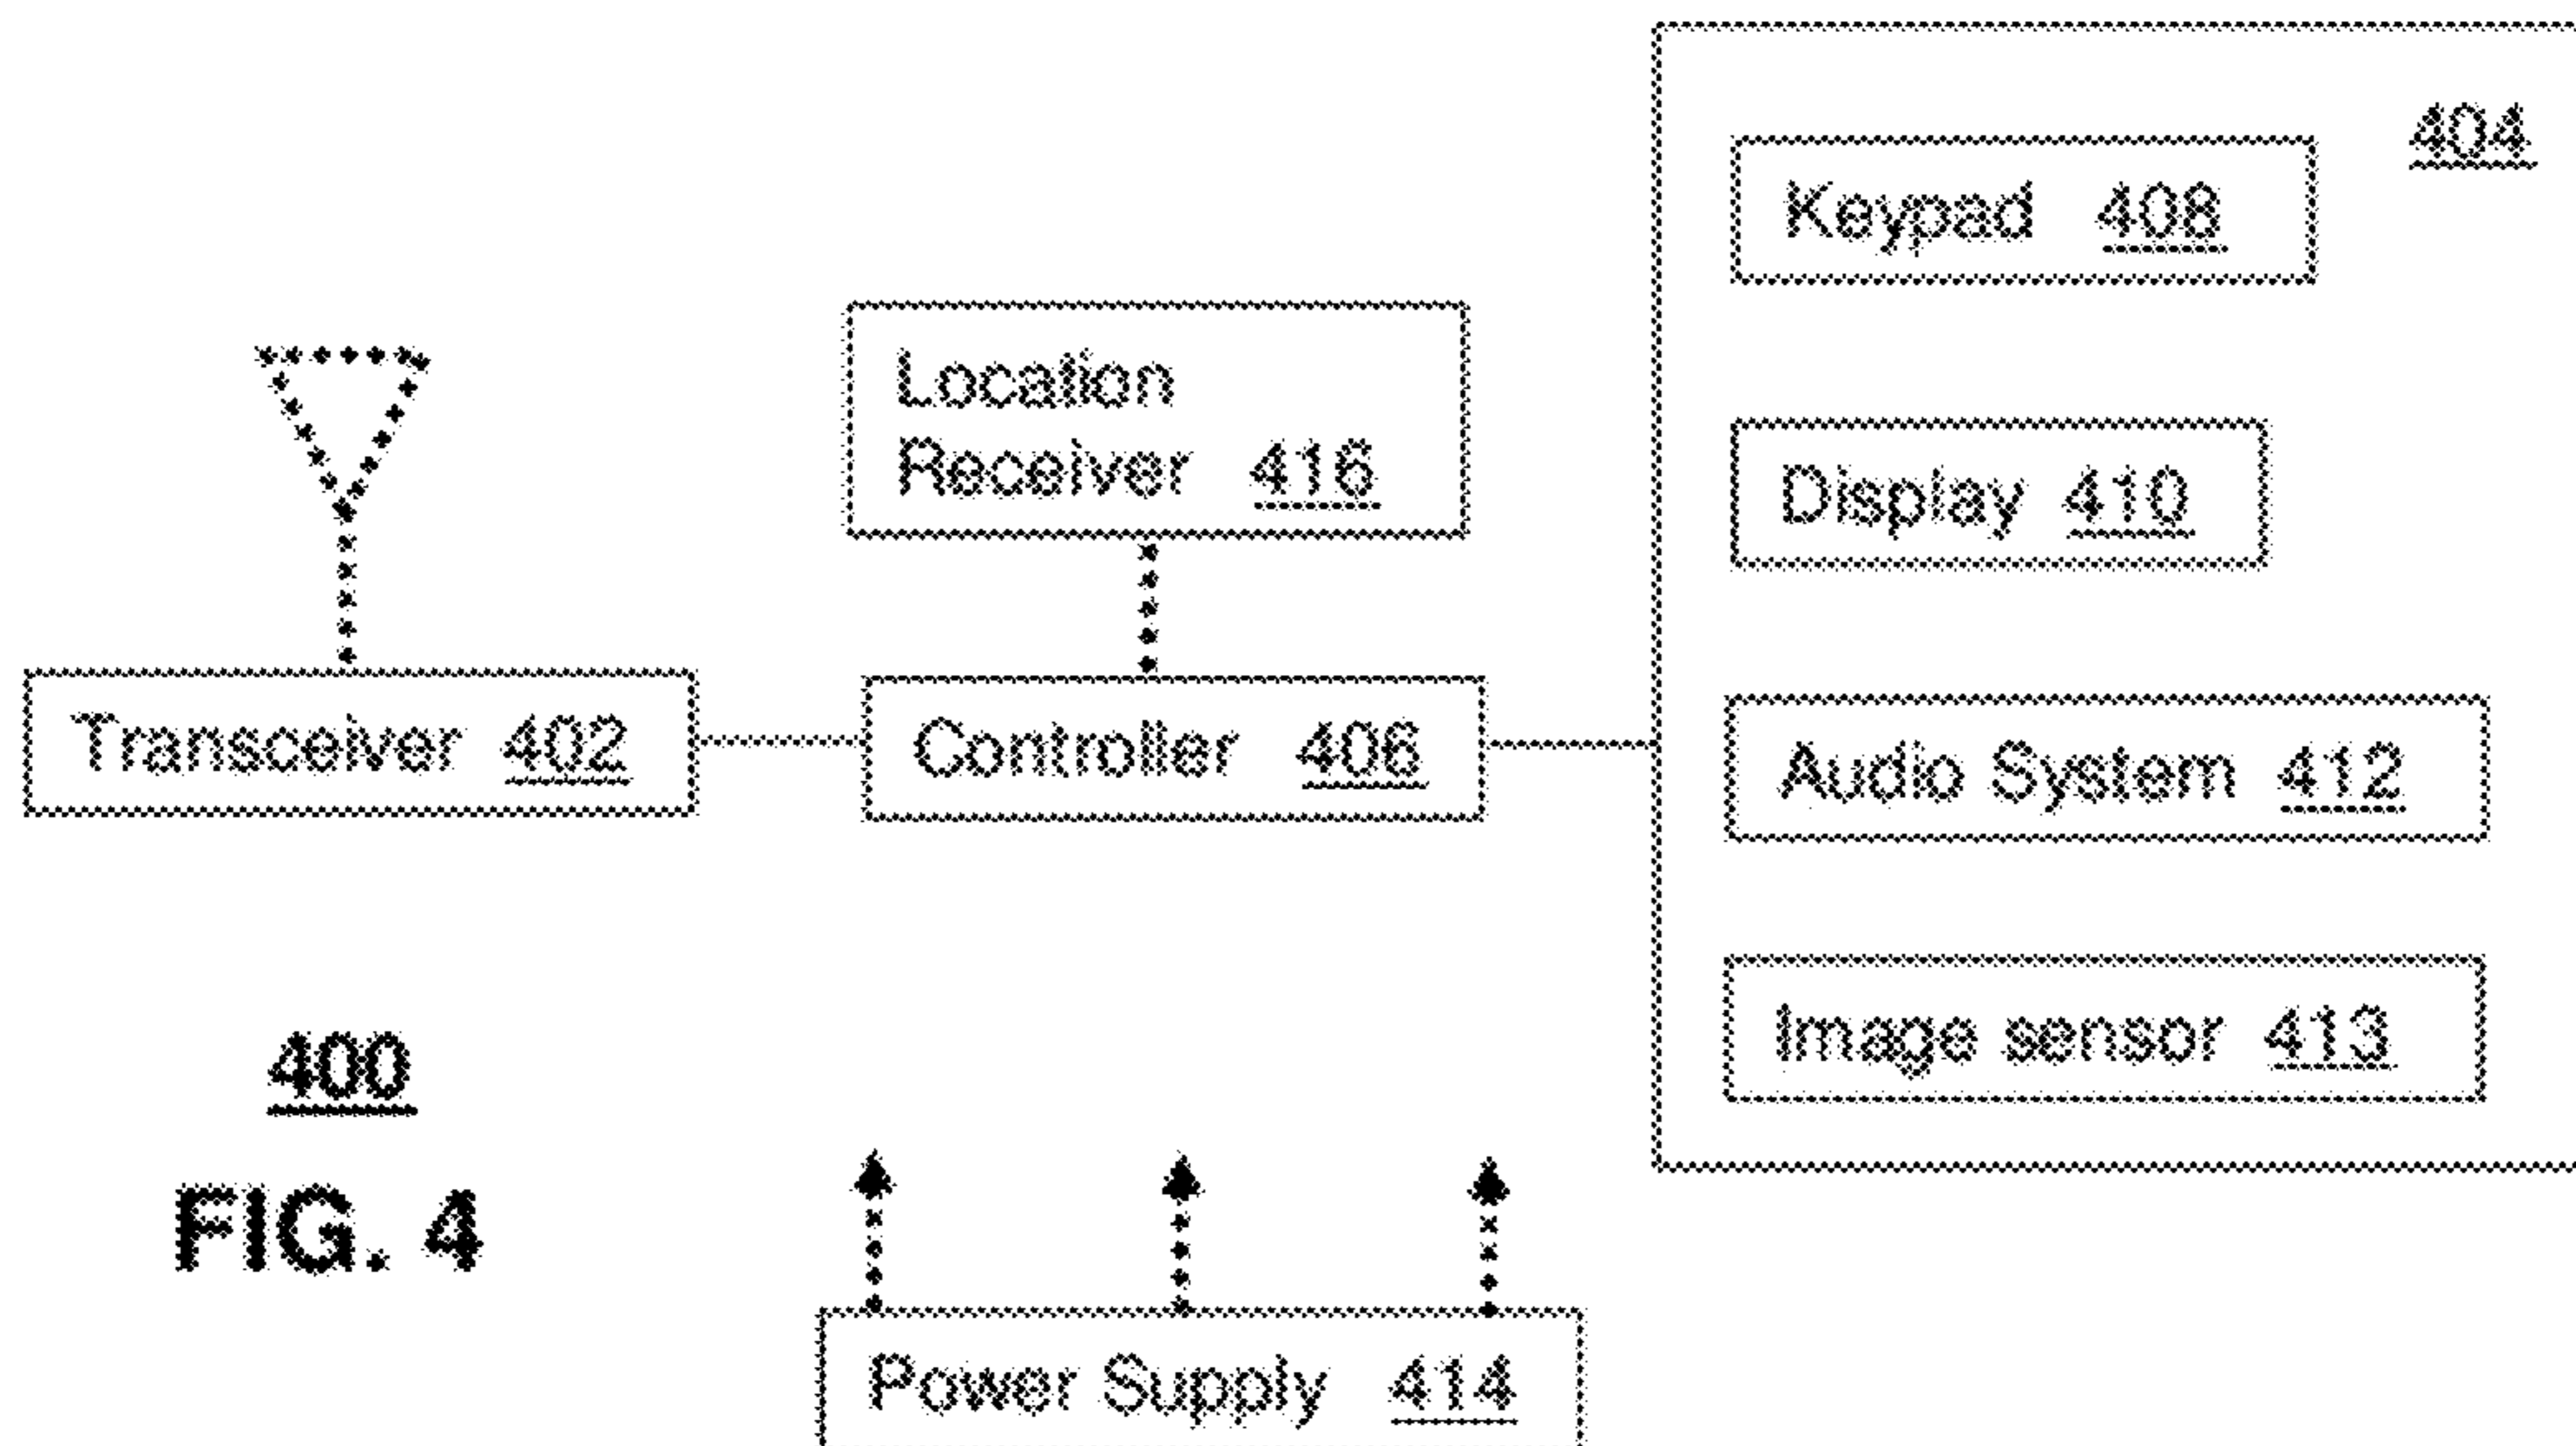 404
Keypad 408
Location
Receiver 416
Display 410
Transceiver 402
Controller 406
Audio System 412
Image sensor 413
400
FIG. 4
Power Supply 414